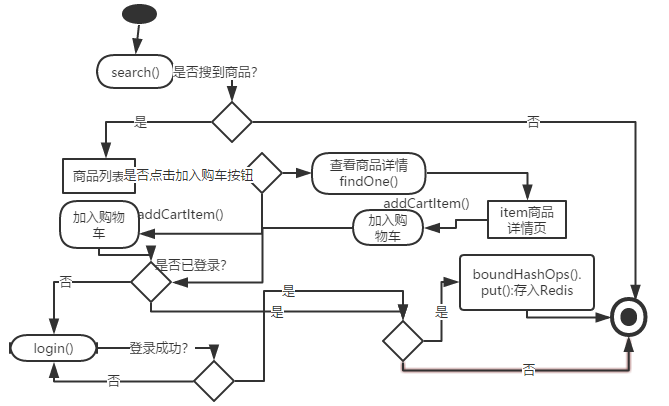 search()
是否搜到商品?
是
否
商品列表
是否点击加入购车按钮
查看商品详情
findOne()
addCartItem()
加入购物
车
addCartItem()
加入购
物车
item商品
详情页
是否已登录?
boundHashOps().
put():存入Redis
否
是
是
是
login()
登录成功?
否
否